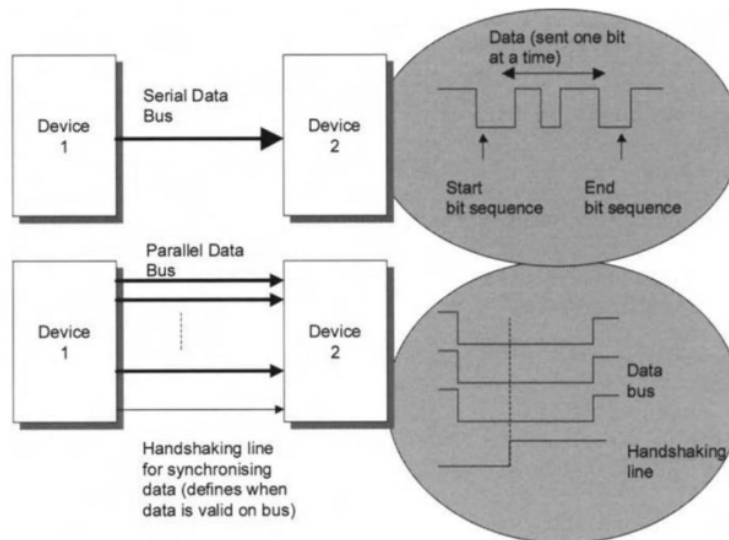 Device
1
Serial Data
Bus
Device
2
Data (sent one bit
at a time)
Start
bit sequence
End
bit sequence
Device
1
Parallel Data
Bus
Device
2
Handshaking line
for synchronising
data (defines when
data is valid on bus)
Data
bus
Handshaking
line